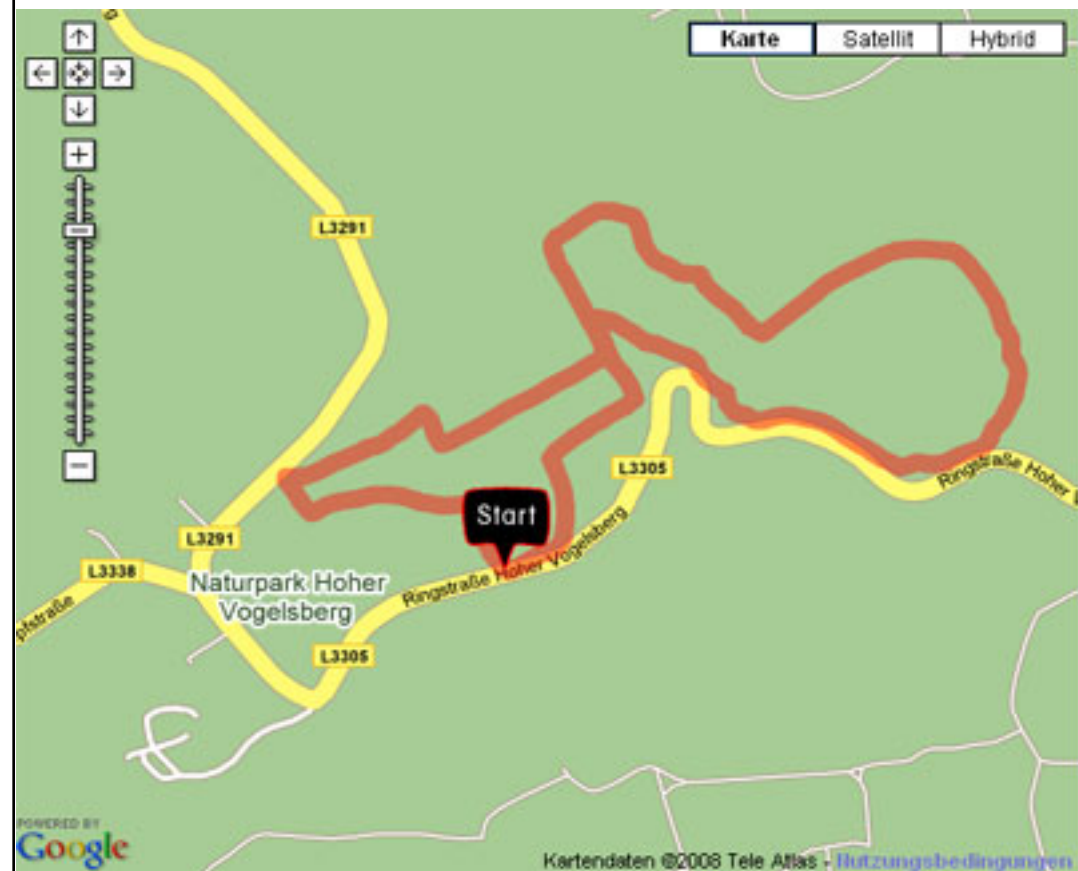 g
Karte
Satellit
Hybrid
L3291
L3305
Ringstraße Hoher V
Start
L3291
L3338
Naturpark Hoher
Vogelsberg
Ringstraße Hoher Vogelsberg
pfstraße
L3305
POWERED BY
Google
Kartendaten ©2008 Tele Atlas - Nutzungsbedingungen